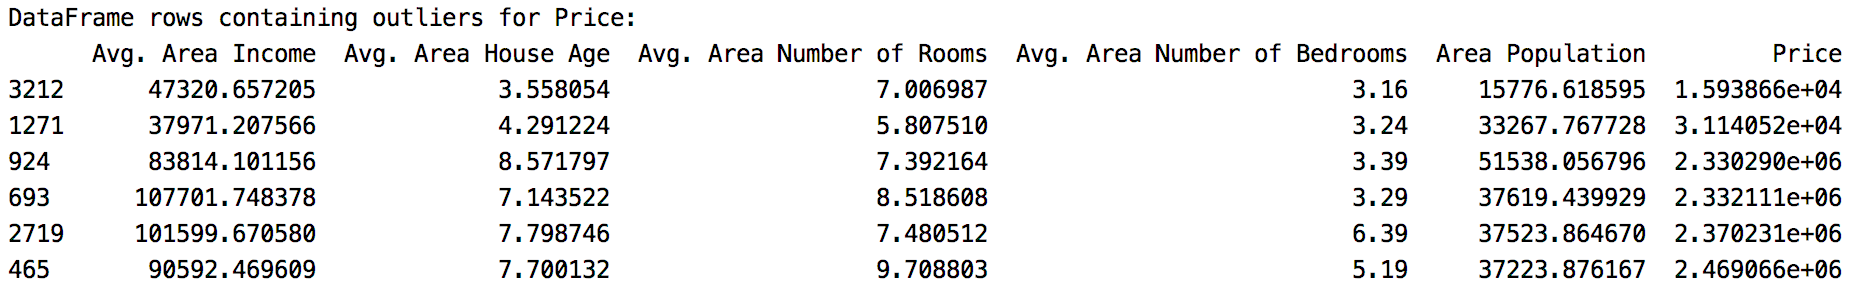 DataFrame rows containing outliers for Price:
Avg. Area Income  Avg. Area House Age  Avg. Area Number of Rooms  Avg. Area Number of Bedrooms  Area Population  Price
3212  47320.657205  3.558054  7.006987  3.16  15776.618595  1.593866e+04
1271  37971.207566  4.291224  5.807510  3.24  33267.767728  3.114052e+04
924  83814.101156  8.571797  7.392164  3.39  51538.056796  2.330290e+06
693  107701.748378  7.143522  8.518608  3.29  37619.439929  2.332111e+06
2719  101599.670580  7.798746  7.480512  6.39  37523.864670  2.370231e+06
465  90592.469609  7.700132  9.708803  5.19  37223.876167  2.469066e+06